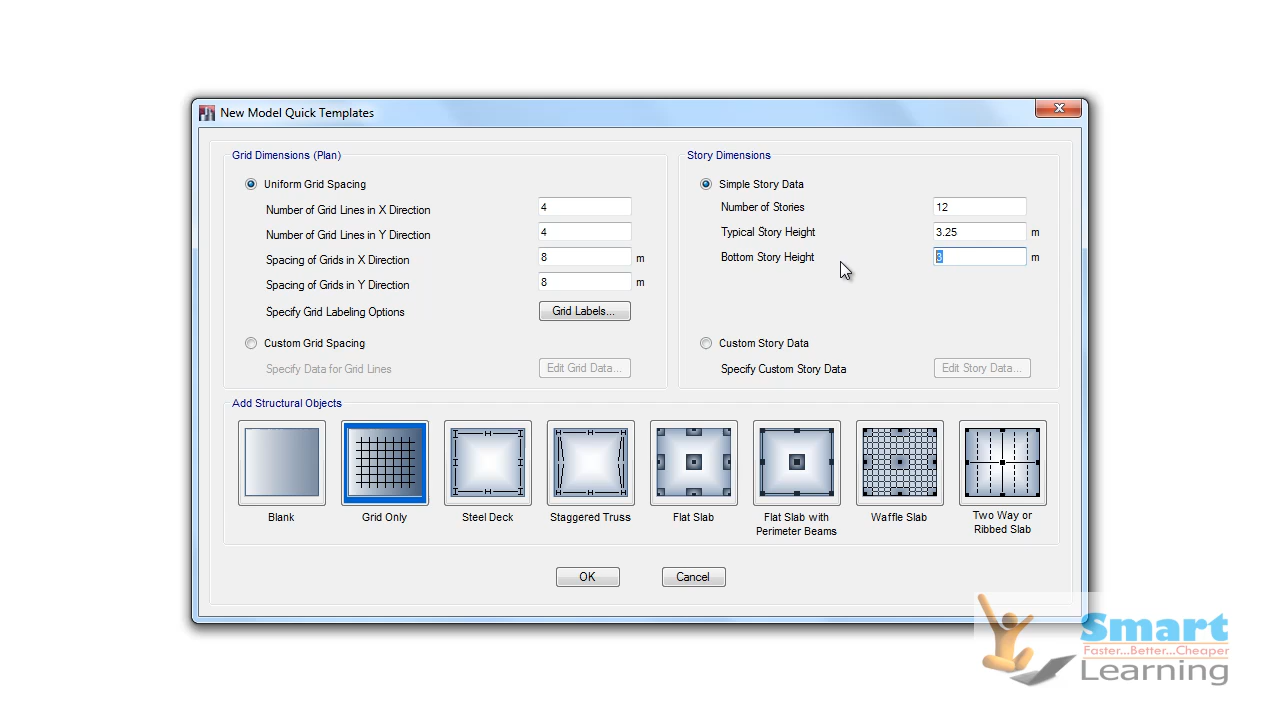 New Model Quick Templates
Grid Dimensions (Plan)
Uniform Grid Spacing
Number of Grid Lines in X Direction 4
Number of Grid Lines in Y Direction 4
Spacing of Grids in X Direction 8 m
Spacing of Grids in Y Direction 8 m
Specify Grid Labeling Options Grid Labels...
Custom Grid Spacing
Specify Data for Grid Lines Edit Grid Data...
Story Dimensions
Simple Story Data
Number of Stories 12
Typical Story Height 3.25 m
Bottom Story Height 3 m
Custom Story Data
Specify Custom Story Data Edit Story Data...
Add Structural Objects
Blank
Grid Only
Steel Deck
Staggered Truss
Flat Slab
Flat Slab with
Perimeter Beams
Waffle Slab
Two Way or
Ribbed Slab
OK Cancel
Smart
Faster...Better...Cheaper
Learning